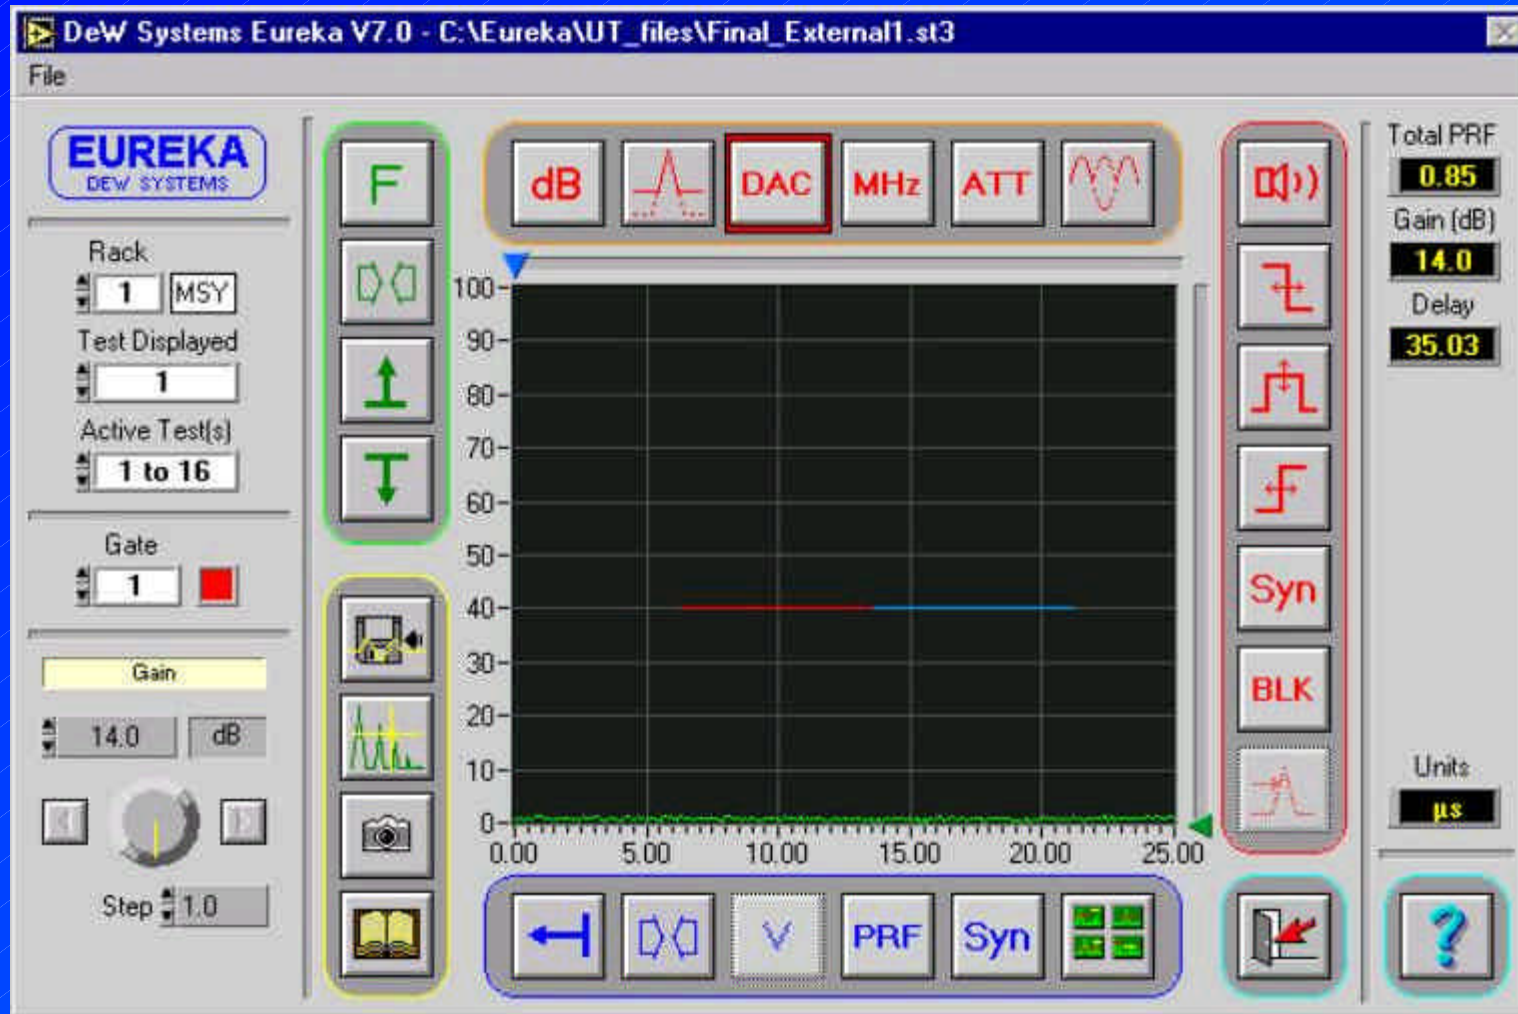 DeW Systems Eureka V7.0 - C:\Eureka\UT_files\Final_External1.st3
File
EUREKA
DEW SYSTEMS
Rack
1 MSY
Test Displayed
1
Active Test(s)
1 to 16
Gate
1
Gain
14.0 dB
Step 1.0
F
dB DAC MHz ATT
100
90
80
70
60
50
40
30
20
10
0
0.00 5.00 10.00 15.00 20.00 25.00
V PRF Syn
Syn
BLK
Total PRF
0.85
Gain (dB)
14.0
Delay
35.03
Units
µs
?